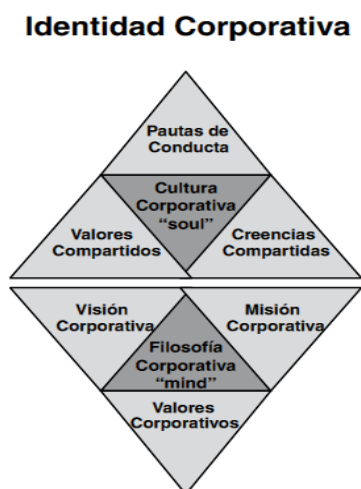 Identidad Corporativa
Pautas de
Conducta
Cultura
Corporativa
“soul”
Valores
Compartidos
Creencias
Compartidas
Visión
Corporativa
Misión
Corporativa
Filosofía
Corporativa
“mind”
Valores
Corporativos